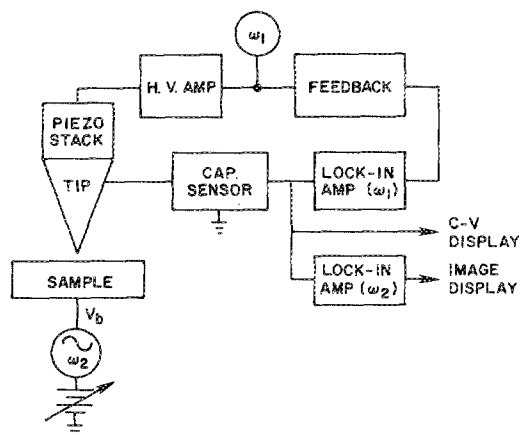 ω₁
H. V. AMP
FEEDBACK
PIEZO
STACK
TIP
CAP.
SENSOR
LOCK-IN
AMP (ω₁)
C-V
DISPLAY
SAMPLE
LOCK-IN
AMP (ω₂)
IMAGE
DISPLAY
V_b
ω₂